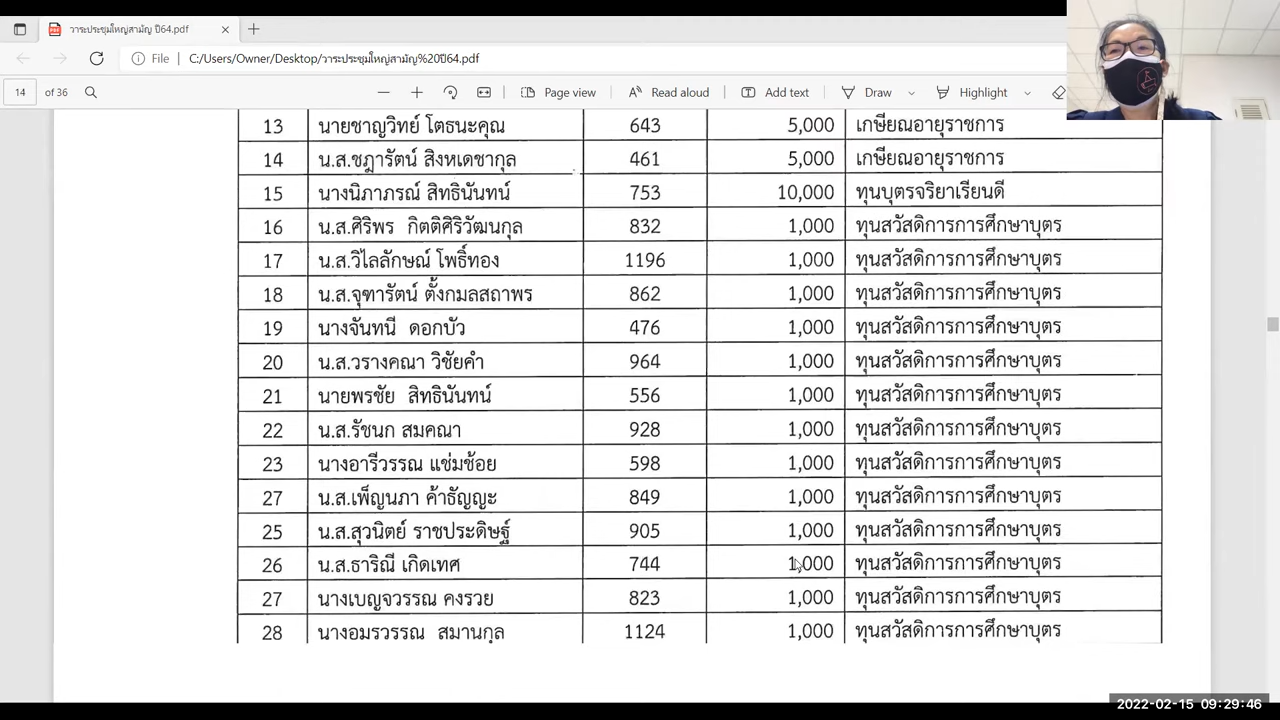 วาระประชุมใหญ่สามัญ ปี64.pdf
File C:/Users/Owner/Desktop/วาระประชุมใหญ่สามัญ%20ปี64.pdf
14 of 36 Page view Read aloud Add text Draw Highlight
13 นายชาญวิทย์ โตธนะคุณ 643 5,000 เกษียณอายุราชการ
14 น.ส.ชฎารัตน์ สิงหเดชากุล 461 5,000 เกษียณอายุราชการ
15 นางนิภาภรณ์ สิทธินันทน์ 753 10,000 ทุนบุตรจริยาเรียนดี
16 น.ส.ศิริพร กิตติศิริวัฒนกุล 832 1,000 ทุนสวัสดิการการศึกษาบุตร
17 น.ส.วิไลลักษณ์ โพธิ์ทอง 1196 1,000 ทุนสวัสดิการการศึกษาบุตร
18 น.ส.จุฑารัตน์ ตั้งกมลสถาพร 862 1,000 ทุนสวัสดิการการศึกษาบุตร
19 นางจันทนี ดอกบัว 476 1,000 ทุนสวัสดิการการศึกษาบุตร
20 น.ส.วรางคณา วิชัยคำ 964 1,000 ทุนสวัสดิการการศึกษาบุตร
21 นายพรชัย สิทธินันทน์ 556 1,000 ทุนสวัสดิการการศึกษาบุตร
22 น.ส.รัชนก สมคณา 928 1,000 ทุนสวัสดิการการศึกษาบุตร
23 นางอารีวรรณ แช่มช้อย 598 1,000 ทุนสวัสดิการการศึกษาบุตร
27 น.ส.เพ็ญนภา ค้าธัญญะ 849 1,000 ทุนสวัสดิการการศึกษาบุตร
25 น.ส.สุวนิตย์ ราชประดิษฐ์ 905 1,000 ทุนสวัสดิการการศึกษาบุตร
26 น.ส.ธาริณี เกิดเทศ 744 1,000 ทุนสวัสดิการการศึกษาบุตร
27 นางเบญจวรรณ คงรวย 823 1,000 ทุนสวัสดิการการศึกษาบุตร
28 นางอมรวรรณ สมานกุล 1124 1,000 ทุนสวัสดิการการศึกษาบุตร
2022-02-15 09:29:46